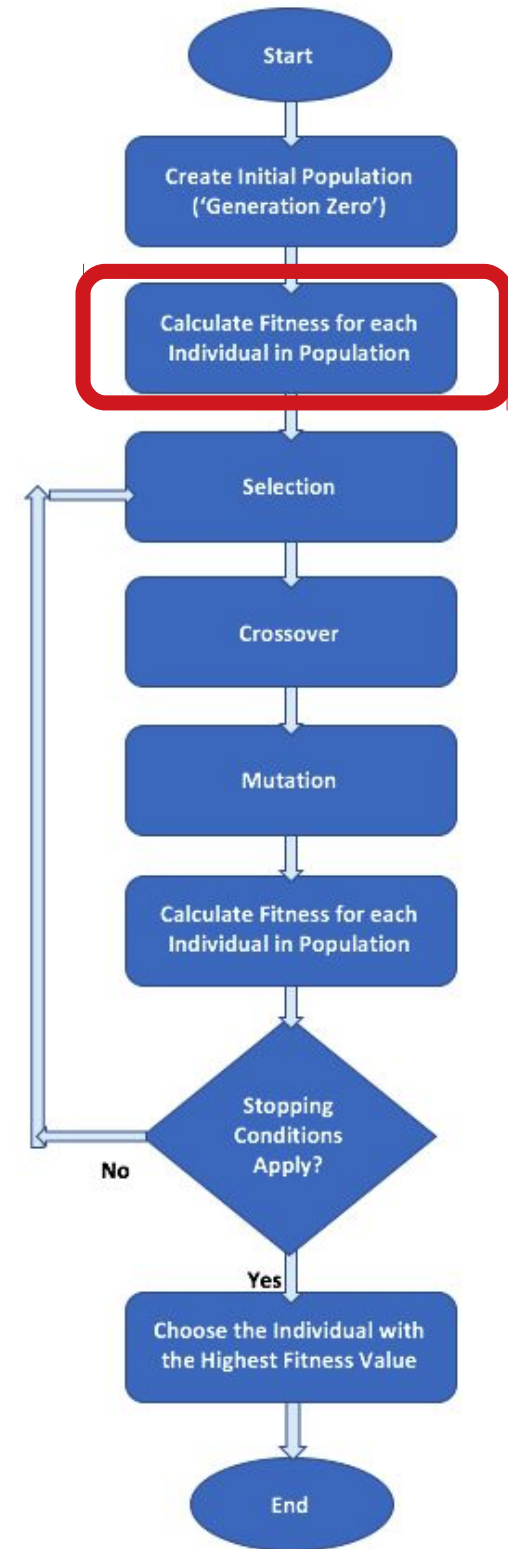 Start
Create Initial Population
(‘Generation Zero’)
Calculate Fitness for each
Individual in Population
Selection
Crossover
Mutation
Calculate Fitness for each
Individual in Population
Stopping
Conditions
Apply?
No
Yes
Choose the Individual with
the Highest Fitness Value
End